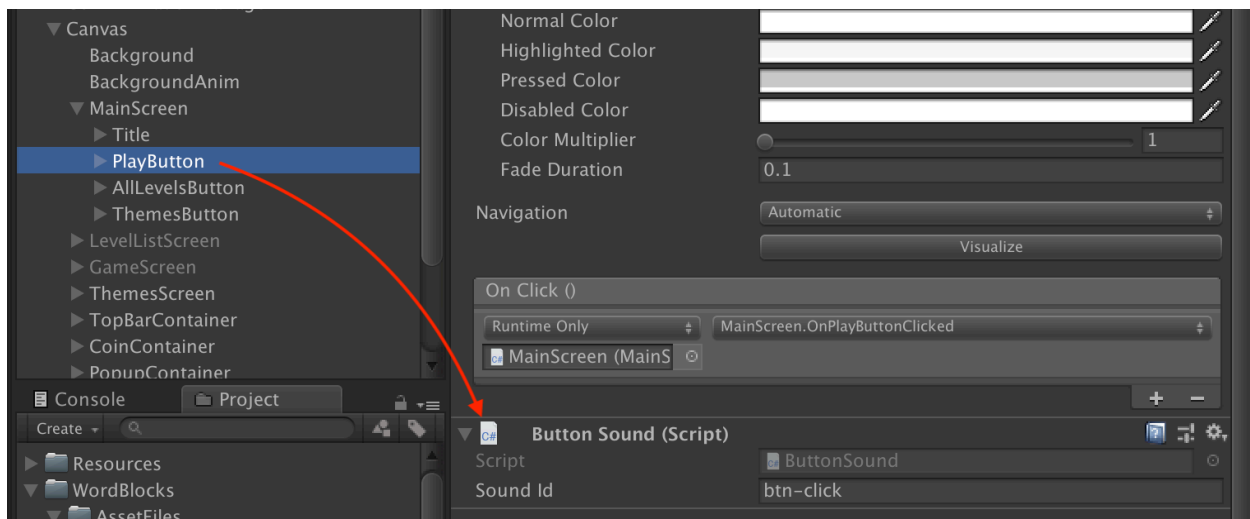 Canvas
Background
BackgroundAnim
MainScreen
Title
PlayButton
AllLevelsButton
ThemesButton
LevelListScreen
GameScreen
ThemesScreen
TopBarContainer
CoinContainer
PopupContainer
Console Project
Create
Resources
WordBlocks
AssetFiles
Normal Color
Highlighted Color
Pressed Color
Disabled Color
Color Multiplier 1
Fade Duration 0.1
Navigation Automatic
Visualize
On Click ()
Runtime Only MainScreen.OnPlayButtonClicked
C# MainScreen (MainS
+ −
C# Button Sound (Script)
Script C# ButtonSound
Sound Id btn-click